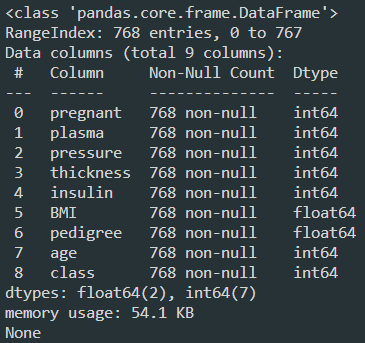 <class 'pandas.core.frame.DataFrame'>
RangeIndex: 768 entries, 0 to 767
Data columns (total 9 columns):
 #   Column     Non-Null Count  Dtype
---  ------     --------------  -----
 0   pregnant   768 non-null    int64
 1   plasma     768 non-null    int64
 2   pressure   768 non-null    int64
 3   thickness  768 non-null    int64
 4   insulin    768 non-null    int64
 5   BMI        768 non-null    float64
 6   pedigree   768 non-null    float64
 7   age        768 non-null    int64
 8   class      768 non-null    int64
dtypes: float64(2), int64(7)
memory usage: 54.1 KB
None